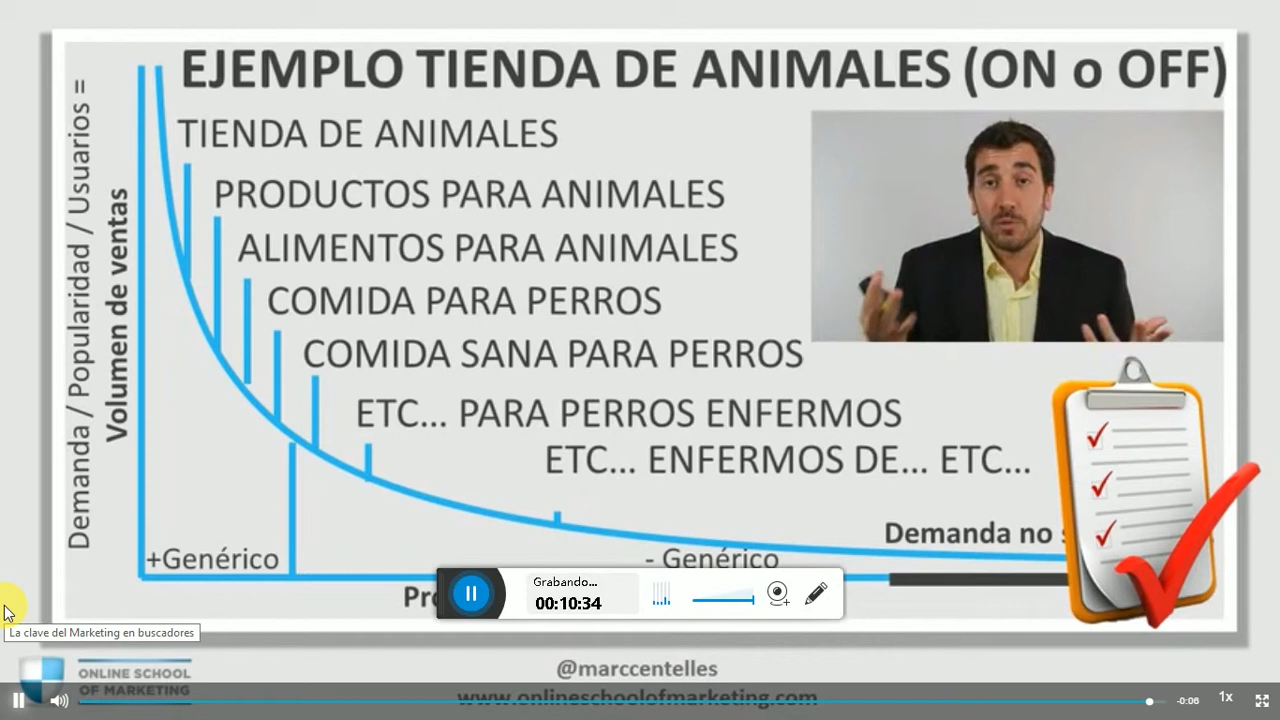 EJEMPLO TIENDA DE ANIMALES (ON o OFF)
Demanda / Popularidad / Usuarios =
Volumen de ventas
TIENDA DE ANIMALES
PRODUCTOS PARA ANIMALES
ALIMENTOS PARA ANIMALES
COMIDA PARA PERROS
COMIDA SANA PARA PERROS
ETC... PARA PERROS ENFERMOS
ETC... ENFERMOS DE... ETC...
Demanda no
+Genérico
- Genérico
Grabando...
00:10:34
La clave del Marketing en buscadores
ONLINE SCHOOL
OF MARKETING
@marccentelles
www.onlineschoolofmarketing.com
-0:06
1x